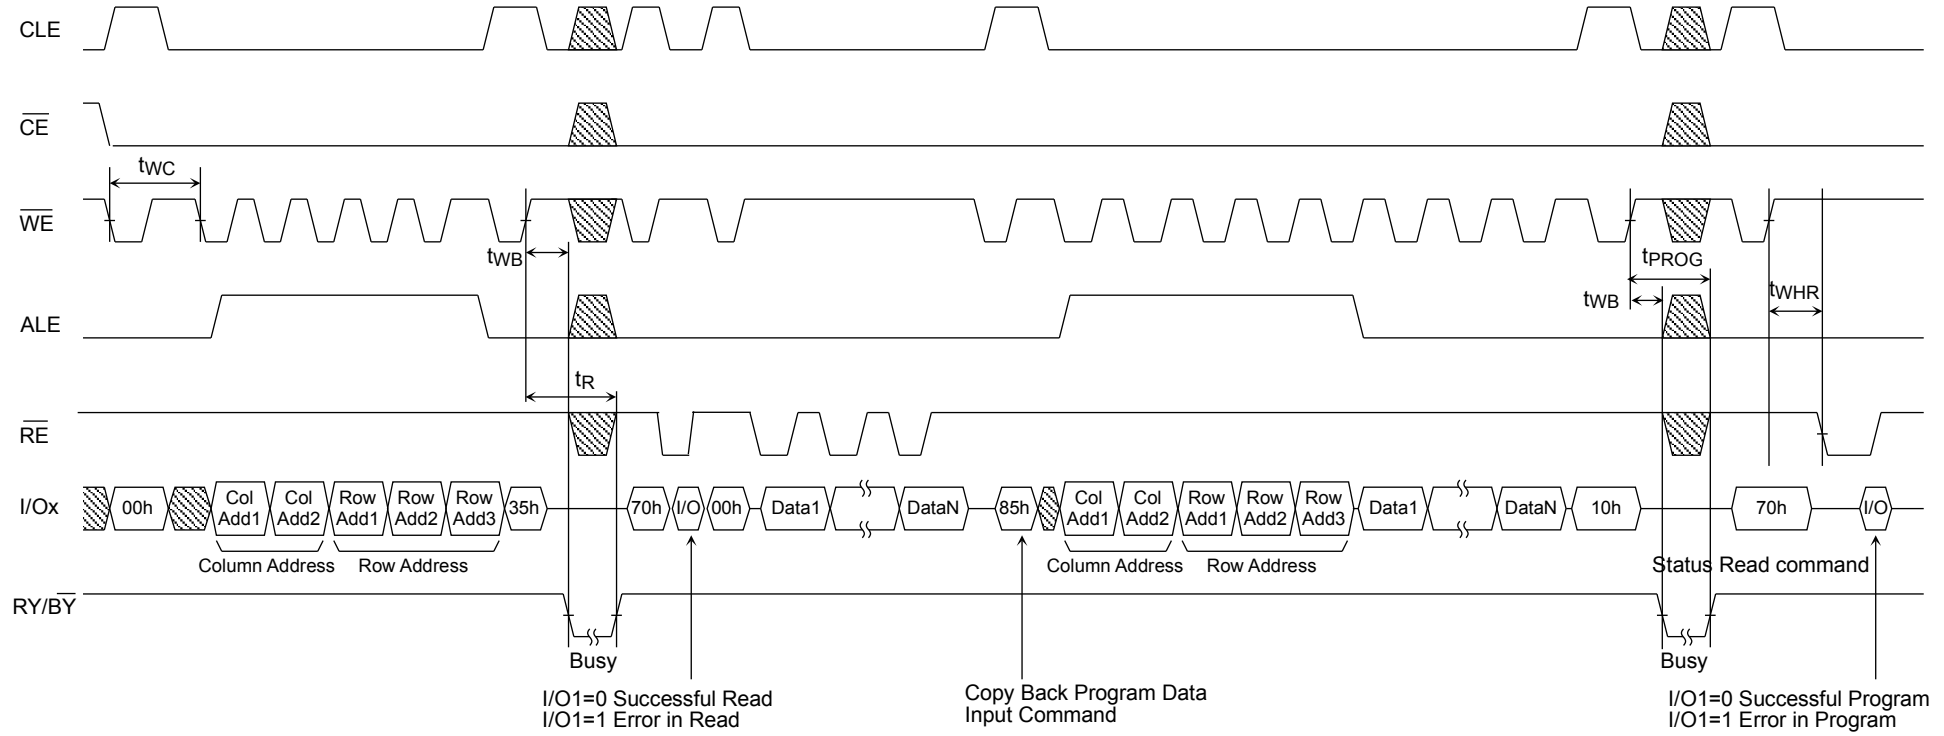 CLE
CE
tWC
WE
tWB
tPROG
tWB
tWHR
ALE
tR
RE
I/Ox
00h
Col Add1
Col Add2
Row Add1
Row Add2
Row Add3
35h
70h
I/O
00h
Data1
DataN
85h
Col Add1
Col Add2
Row Add1
Row Add2
Row Add3
Data1
DataN
10h
70h
I/O
Column Address
Row Address
Column Address
Row Address
Status Read command
RY/BY
Busy
Busy
I/O1=0 Successful Read
I/O1=1 Error in Read
Copy Back Program Data
Input Command
I/O1=0 Successful Program
I/O1=1 Error in Program